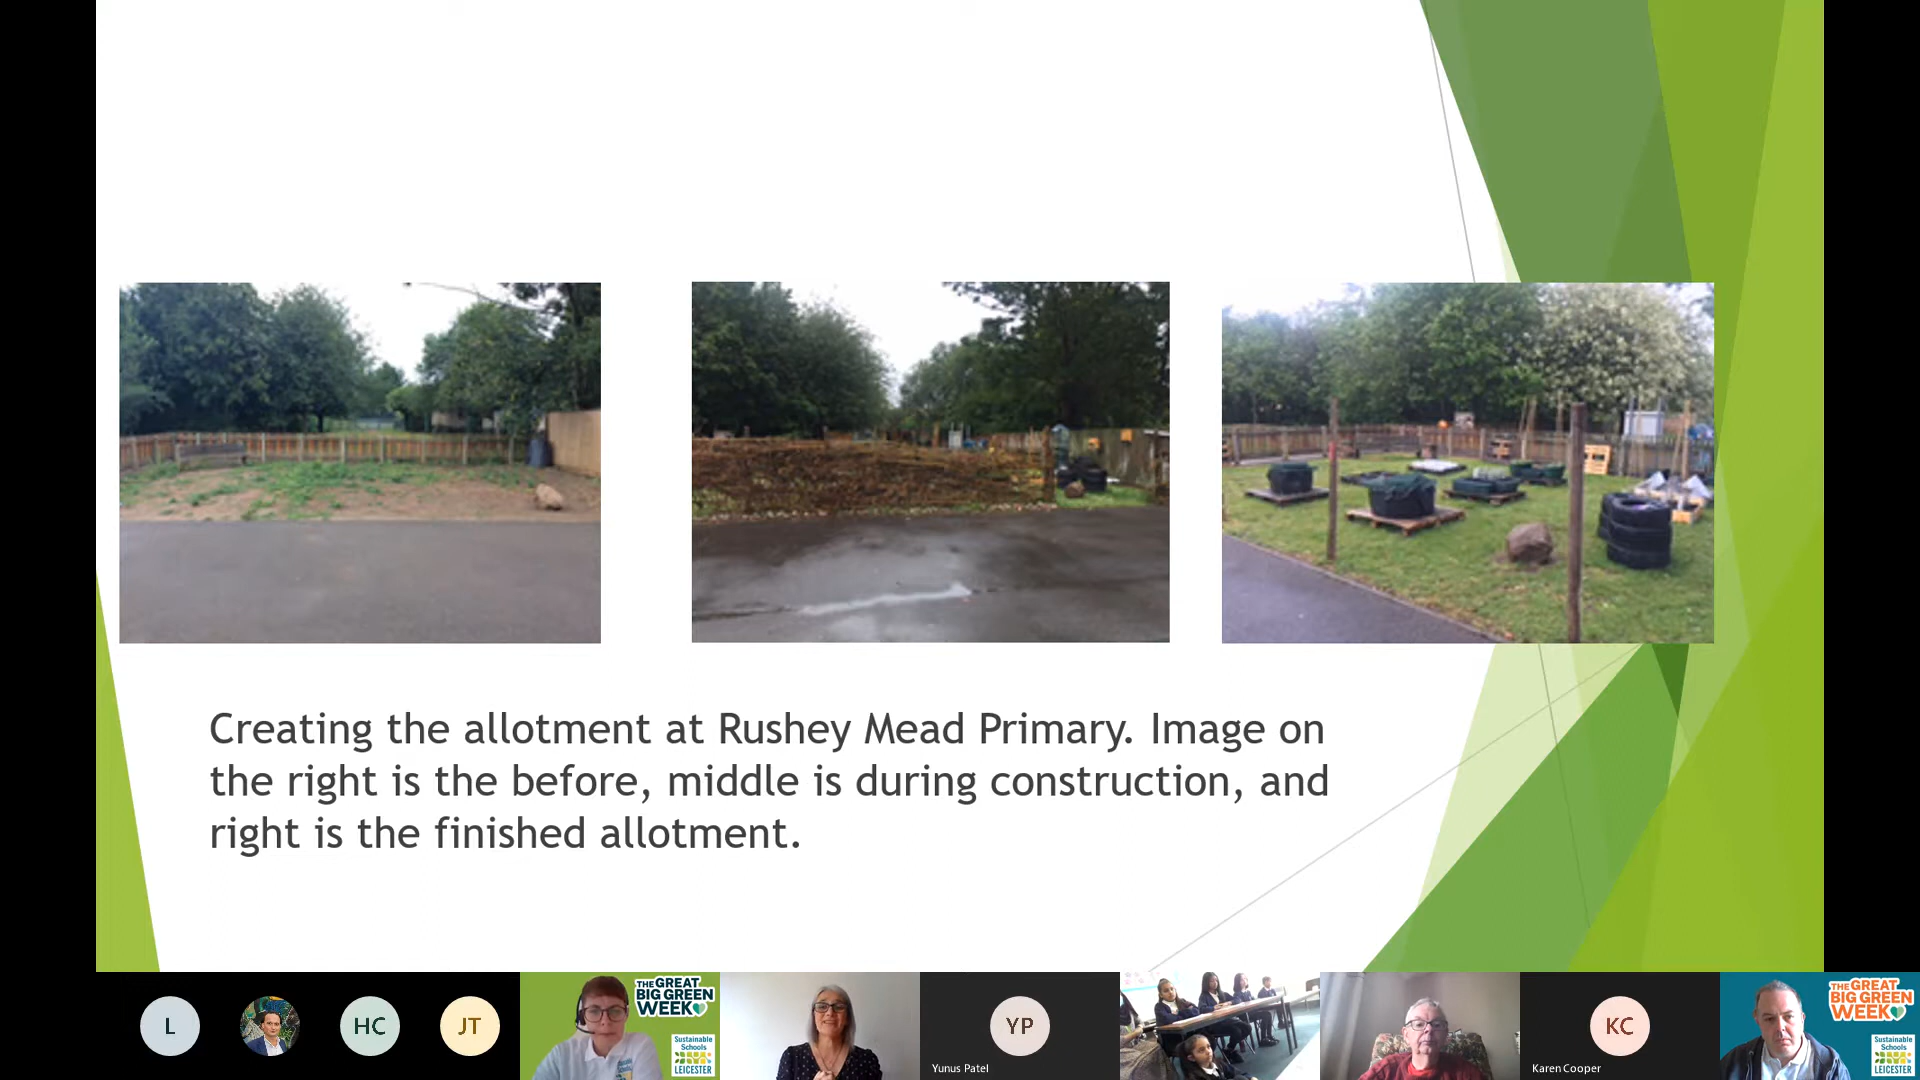 Creating the allotment at Rushey Mead Primary. Image on
the right is the before, middle is during construction, and
right is the finished allotment.
L
HC
JT
THE
GREAT
BIG GREEN
WEEK
Sustainable
Schools
LEICESTER
YP
Yunus Patel
KC
Karen Cooper
THE
GREAT
BIG GREEN
WEEK
Sustainable
Schools
LEICESTER